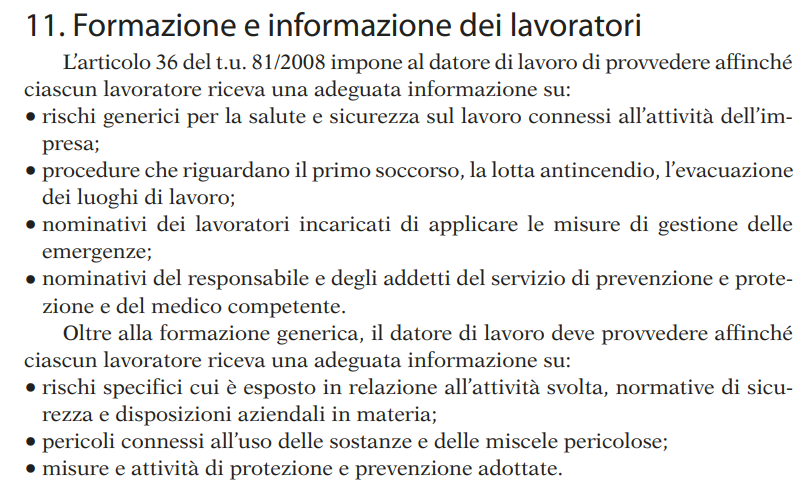 11. Formazione e informazione dei lavoratori
L'articolo 36 del t.u. 81/2008 impone al datore di lavoro di provvedere affinché
ciascun lavoratore riceva una adeguata informazione su:
● rischi generici per la salute e sicurezza sul lavoro connessi all'attività dell'im-
presa;
● procedure che riguardano il primo soccorso, la lotta antincendio, l'evacuazione
dei luoghi di lavoro;
● nominativi dei lavoratori incaricati di applicare le misure di gestione delle
emergenze;
● nominativi del responsabile e degli addetti del servizio di prevenzione e prote-
zione e del medico competente.
Oltre alla formazione generica, il datore di lavoro deve provvedere affinché
ciascun lavoratore riceva una adeguata informazione su:
● rischi specifici cui è esposto in relazione all'attività svolta, normative di sicu-
rezza e disposizioni aziendali in materia;
● pericoli connessi all'uso delle sostanze e delle miscele pericolose;
● misure e attività di protezione e prevenzione adottate.